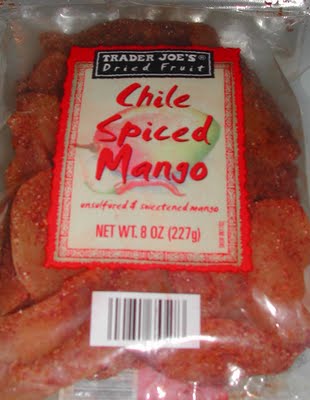 TRADER JOE'S®
Dried Fruit
Chile
Spiced
Mango
unsulfured & sweetened mango
NET WT. 8 OZ (227g)